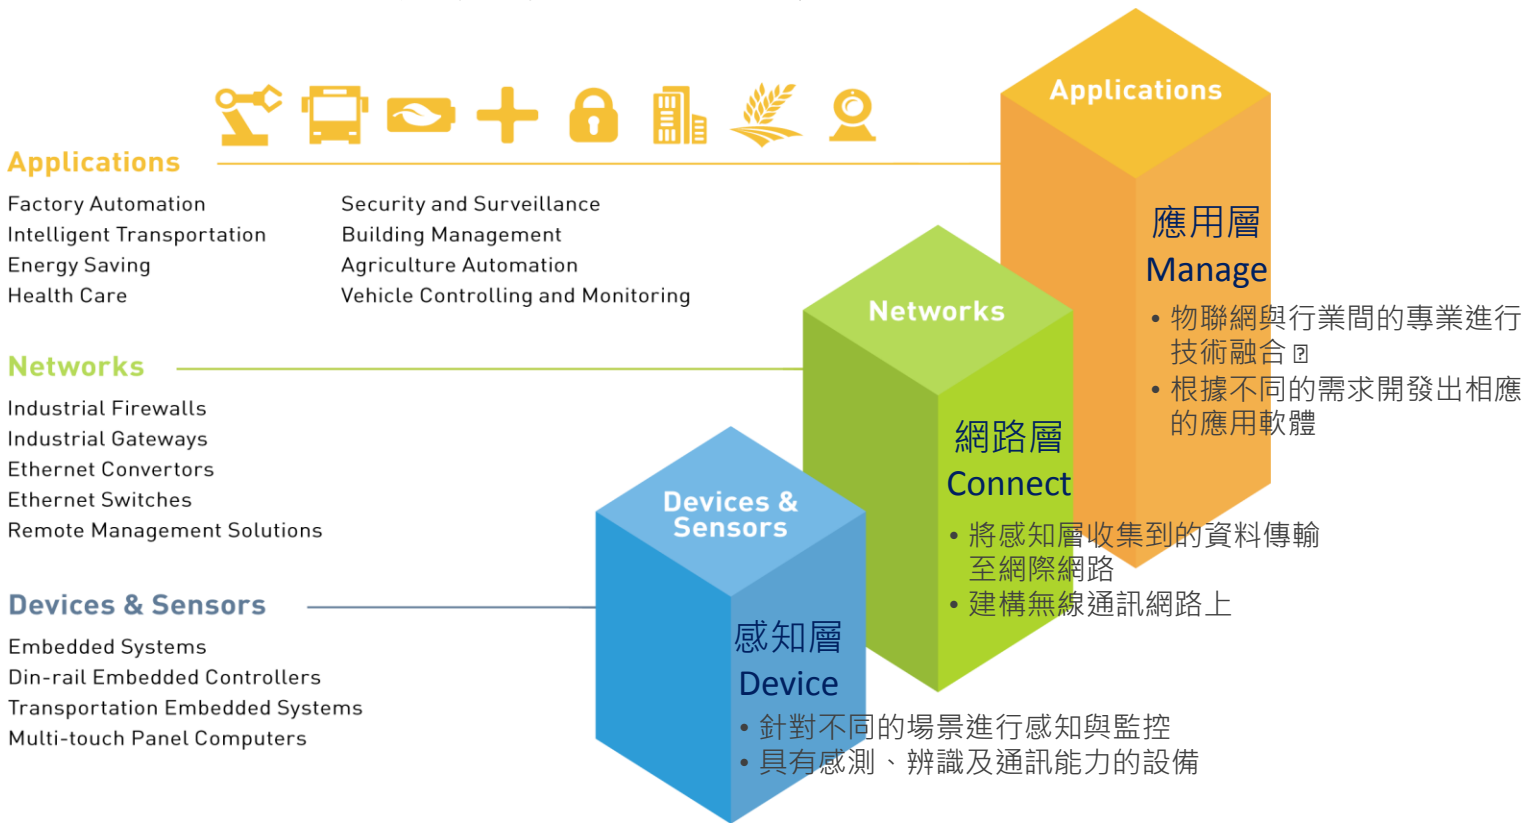 Applications
Applications
Factory Automation
Intelligent Transportation
Energy Saving
Health Care
Security and Surveillance
Building Management
Agriculture Automation
Vehicle Controlling and Monitoring
應用層
Manage
• 物聯網與行業間的專業進行
技術融合
• 根據不同的需求開發出相應
的應用軟體
Networks
Networks
Industrial Firewalls
Industrial Gateways
Ethernet Convertors
Ethernet Switches
Remote Management Solutions
網路層
Connect
• 將感知層收集到的資料傳輸
至網際網路
• 建構無線通訊網路上
Devices &
Sensors
Devices & Sensors
Embedded Systems
Din-rail Embedded Controllers
Transportation Embedded Systems
Multi-touch Panel Computers
感知層
Device
• 針對不同的場景進行感知與監控
• 具有感測、辨識及通訊能力的設備